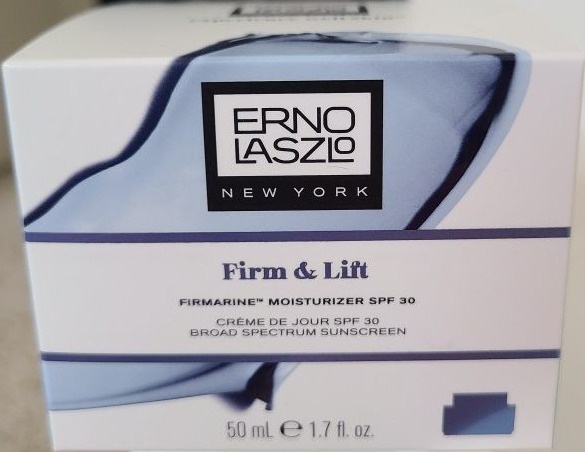 ERNO
LASZLO
NEW YORK
Firm & Lift
FIRMARINE™ MOISTURIZER SPF 30
CRÈME DE JOUR SPF 30
BROAD SPECTRUM SUNSCREEN
50 mL ℮ 1.7 fl. oz.